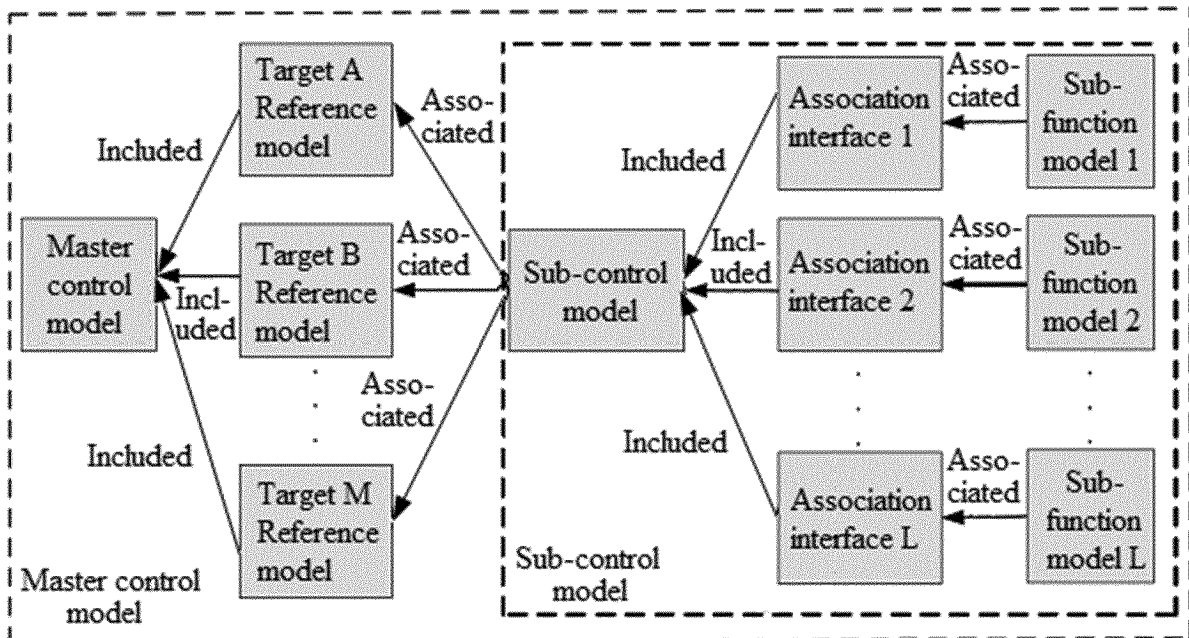 Target A
Reference
model
Included
Asso-
ciated
Master
control
model
Target B
Reference
model
Incl-
uded
Asso-
ciated
Included
Target M
Reference
model
Asso-
ciated
Master control
model
Sub-control
model
Included
Association
interface 1
Asso-
ciated
Sub-
function
model 1
Incl-
uded
Association
interface 2
Asso-
ciated
Sub-
function
model 2
Included
Association
interface L
Asso-
ciated
Sub-
function
model L
Sub-control
model